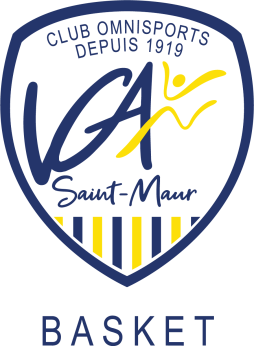 CLUB OMNISPORTS
DEPUIS 1919
VGA
Saint-Maur
BASKET